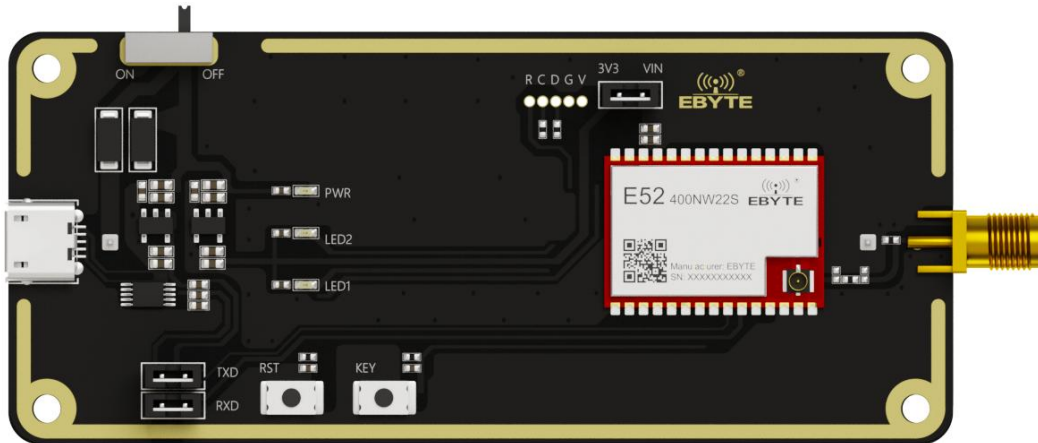 ON OFF
R C D G V
3V3 VIN
EBYTE ®
PWR
LED2
LED1
E52 400NW22S EBYTE
Manu ac urer: EBYTE
SN: XXXXXXXXXXX
TXD
RXD
RST
KEY